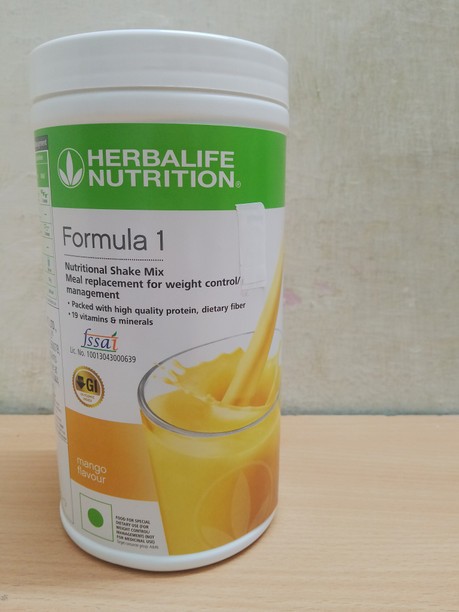 HERBALIFE
NUTRITION®
Formula 1
Nutritional Shake Mix
Meal replacement for weight control/
management
• Packed with high quality protein, dietary fiber
• 19 vitamins & minerals
fssai
Lic. No. 10013043000639
GI
mango
flavour
FOOD FOR SPECIAL
DIETARY USE (FOR
WEIGHT CONTROL/
MANAGEMENT) (NOT
FOR MEDICINAL USE)